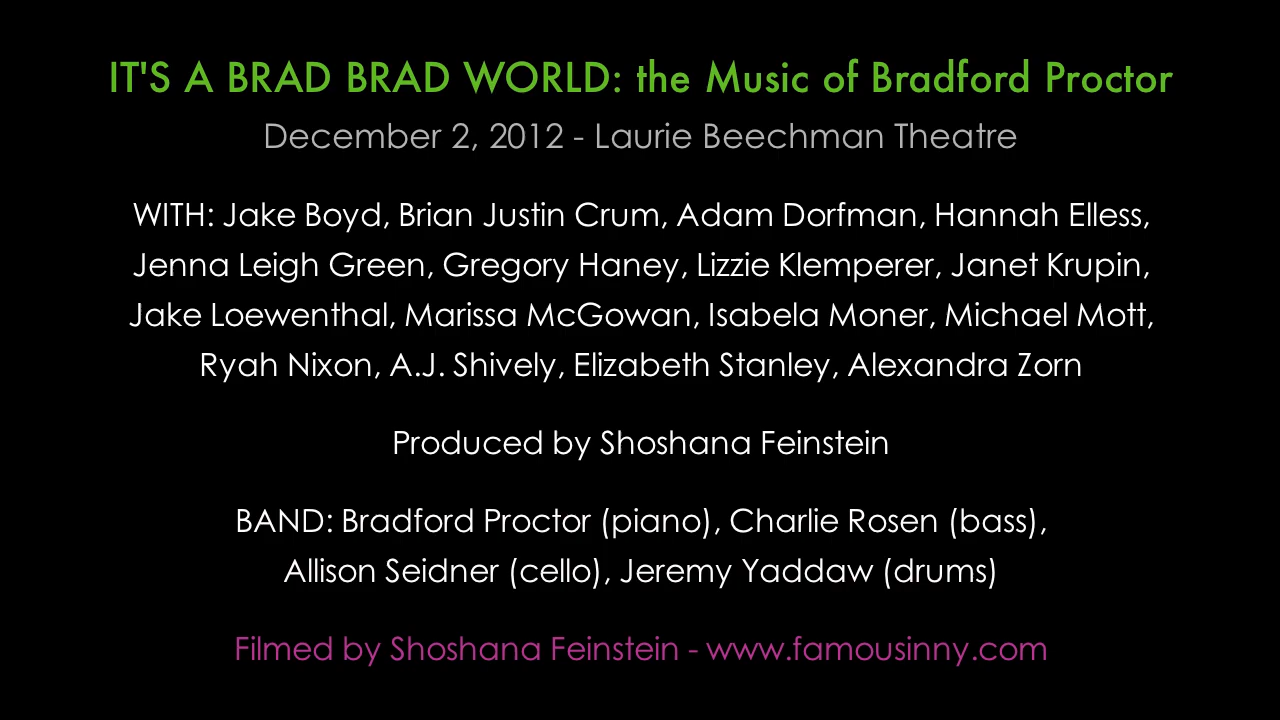 IT'S A BRAD BRAD WORLD: the Music of Bradford Proctor
December 2, 2012 - Laurie Beechman Theatre
WITH: Jake Boyd, Brian Justin Crum, Adam Dorfman, Hannah Elless,
Jenna Leigh Green, Gregory Haney, Lizzie Klemperer, Janet Krupin,
Jake Loewenthal, Marissa McGowan, Isabela Moner, Michael Mott,
Ryah Nixon, A.J. Shively, Elizabeth Stanley, Alexandra Zorn
Produced by Shoshana Feinstein
BAND: Bradford Proctor (piano), Charlie Rosen (bass),
Allison Seidner (cello), Jeremy Yaddaw (drums)
Filmed by Shoshana Feinstein - www.famousinny.com